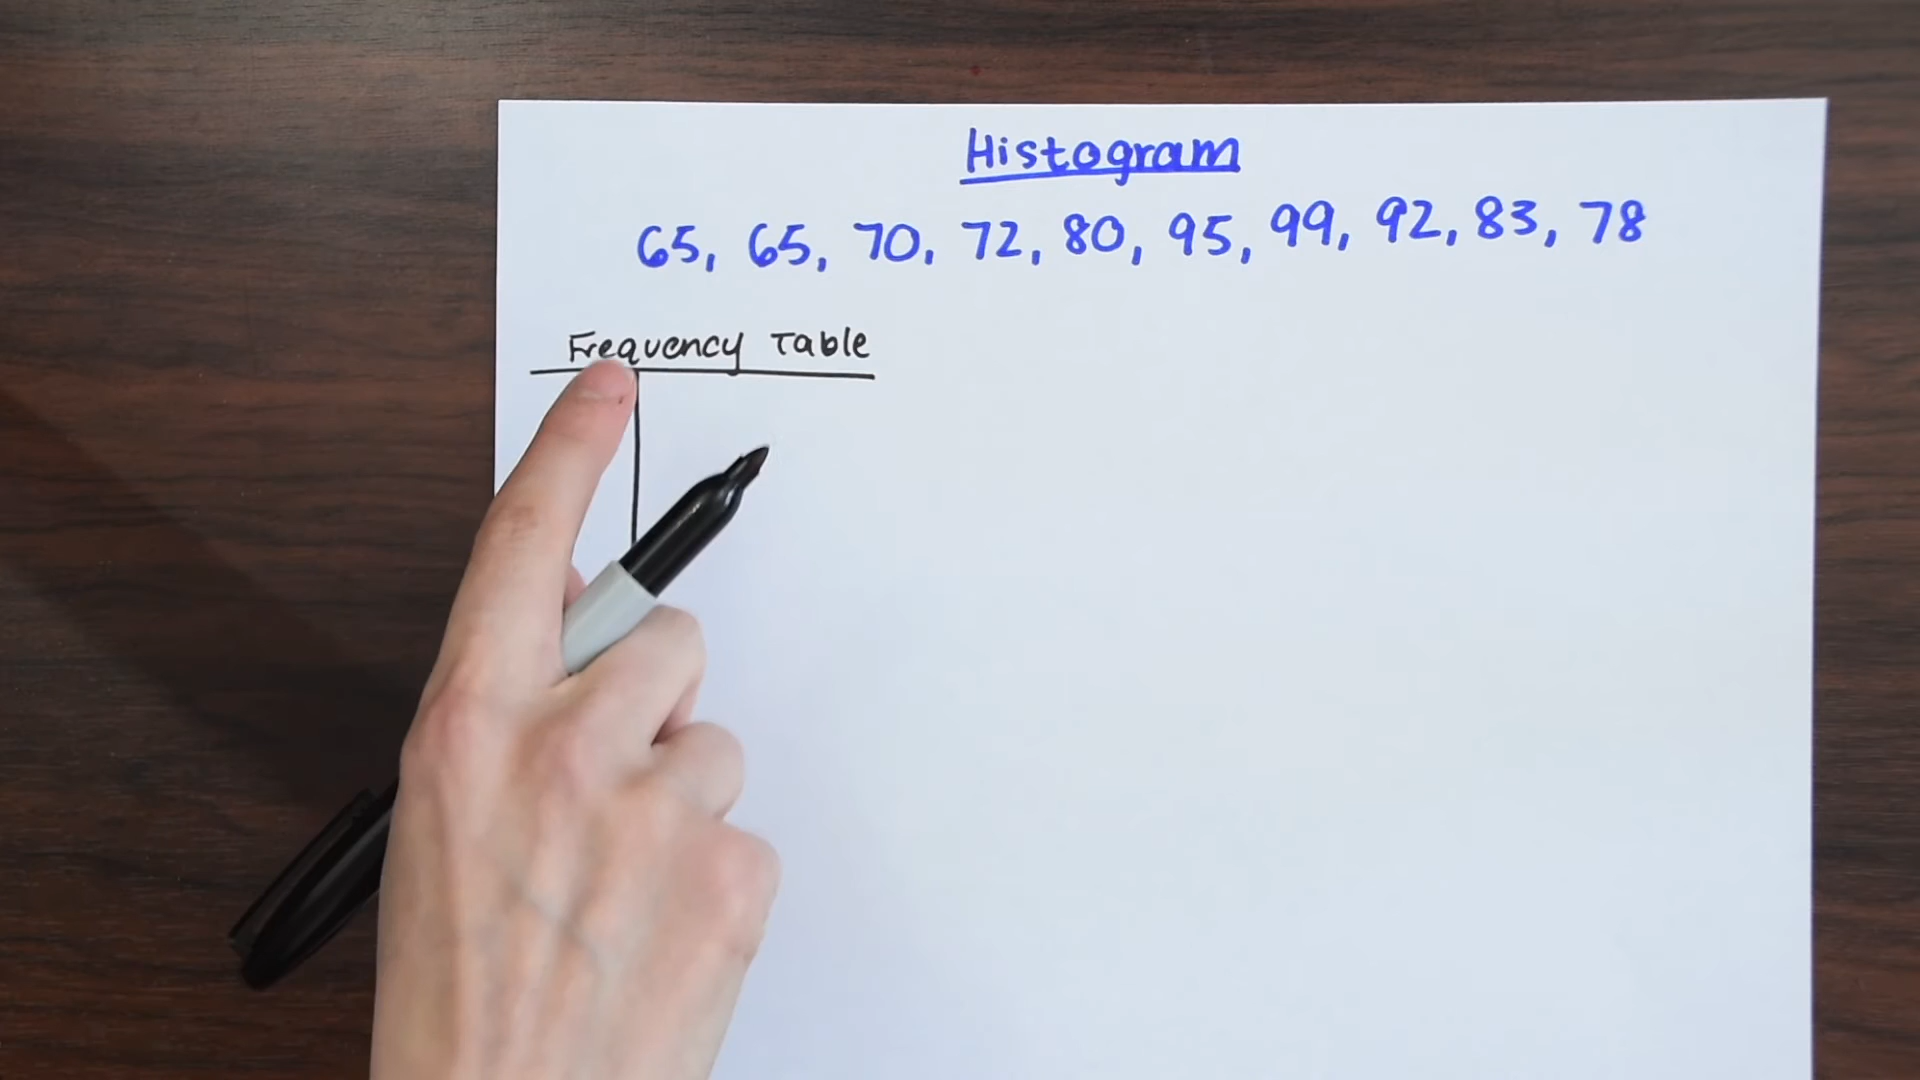 Histogram
65, 65, 70, 72, 80, 95, 99, 92, 83, 78
Frequency Table